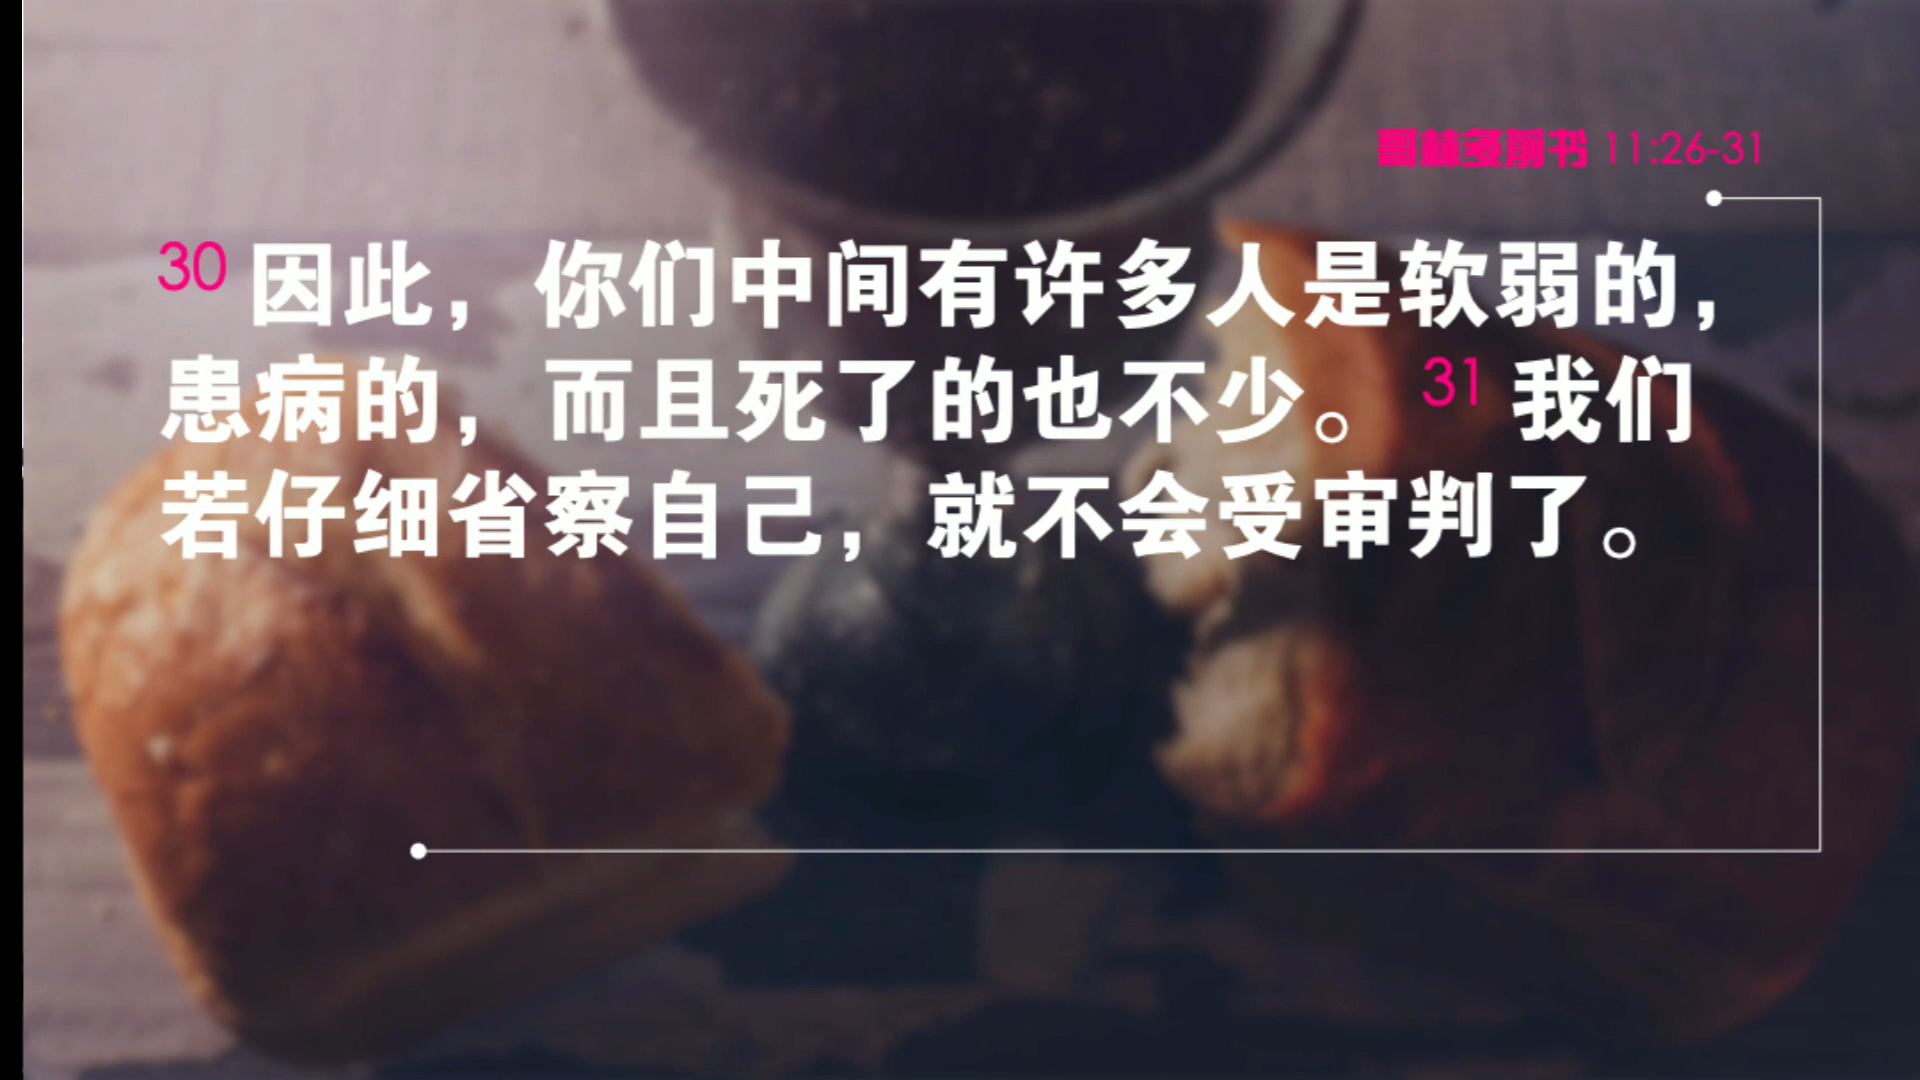 哥林多前书 11:26-31
30 因此，你们中间有许多人是软弱的，
患病的，而且死了的也不少。 31 我们
若仔细省察自己，就不会受审判了。